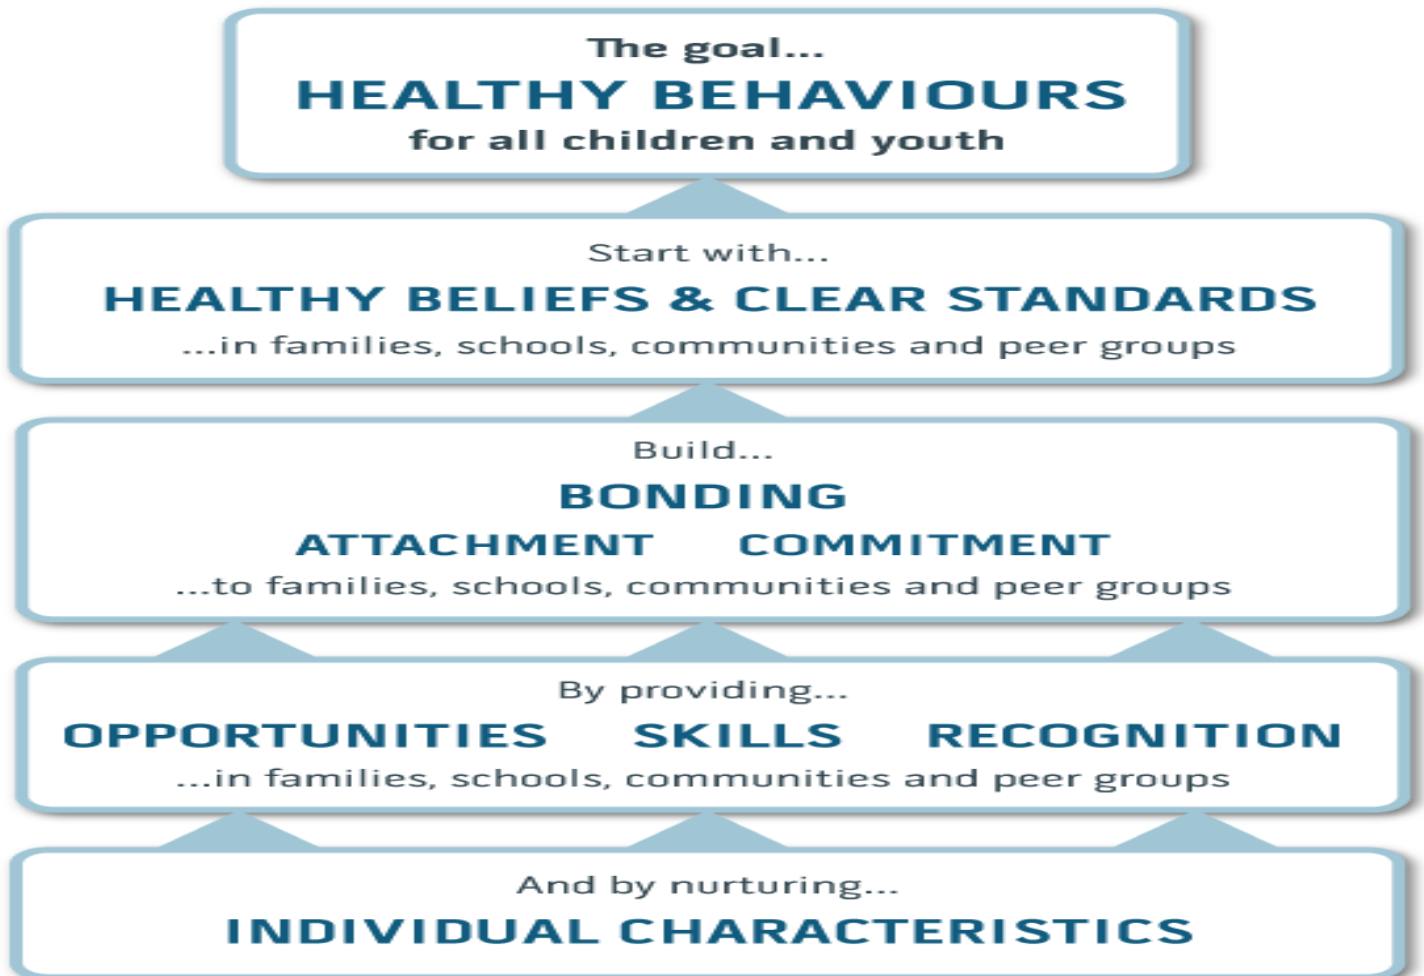 The goal...
HEALTHY BEHAVIOURS
for all children and youth
Start with...
HEALTHY BELIEFS & CLEAR STANDARDS
...in families, schools, communities and peer groups
Build...
BONDING
ATTACHMENT COMMITMENT
...to families, schools, communities and peer groups
By providing...
OPPORTUNITIES SKILLS RECOGNITION
...in families, schools, communities and peer groups
And by nurturing...
INDIVIDUAL CHARACTERISTICS